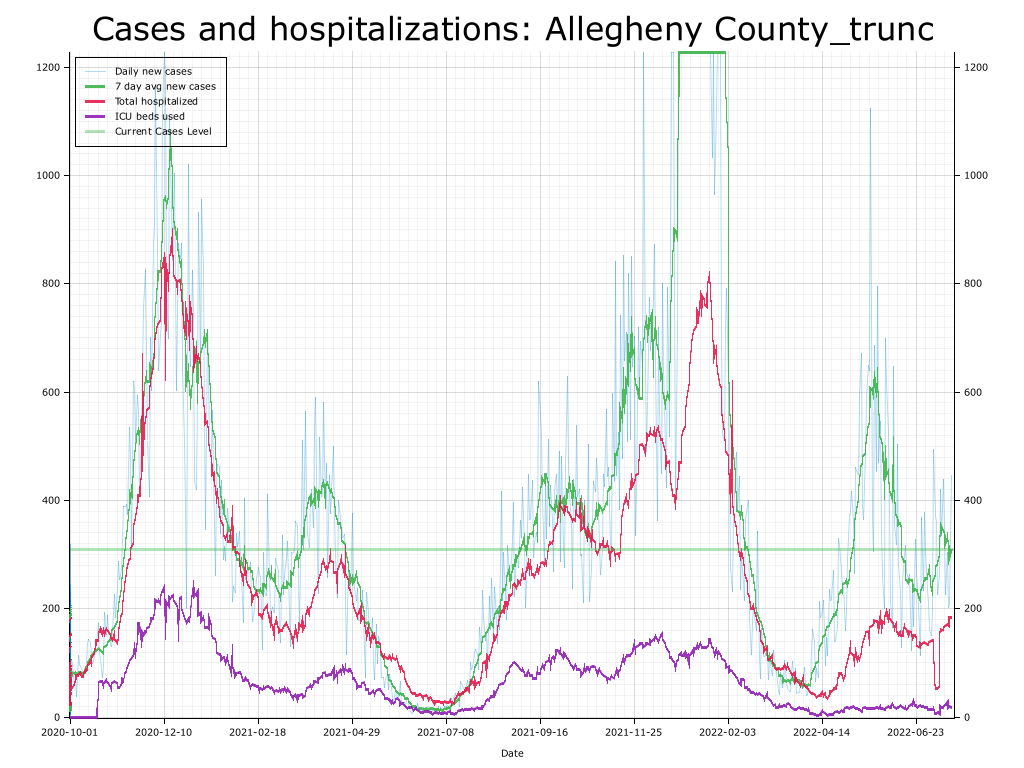 Cases and hospitalizations: Allegheny County_trunc
Daily new cases
7 day avg new cases
Total hospitalized
ICU beds used
Current Cases Level
1200 1200
1000 1000
800 800
600 600
400 400
200 200
0 0
2020-10-01 2020-12-10 2021-02-18 2021-04-29 2021-07-08 2021-09-16 2021-11-25 2022-02-03 2022-04-14 2022-06-23
Date